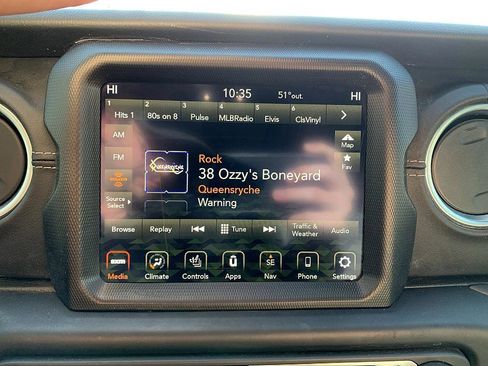 HI 10:35 51°out. HI
1 2 3 4 5 6
Hits 1 80s on 8 Pulse MLBRadio Elvis ClsVinyl
AM
Map
FM
Fav
Rock
38 Ozzy's Boneyard
Queensryche
Warning
Source
Select
Browse Replay Tune Traffic & Weather Audio
SXM SE
Media Climate Controls Apps Nav Phone Settings